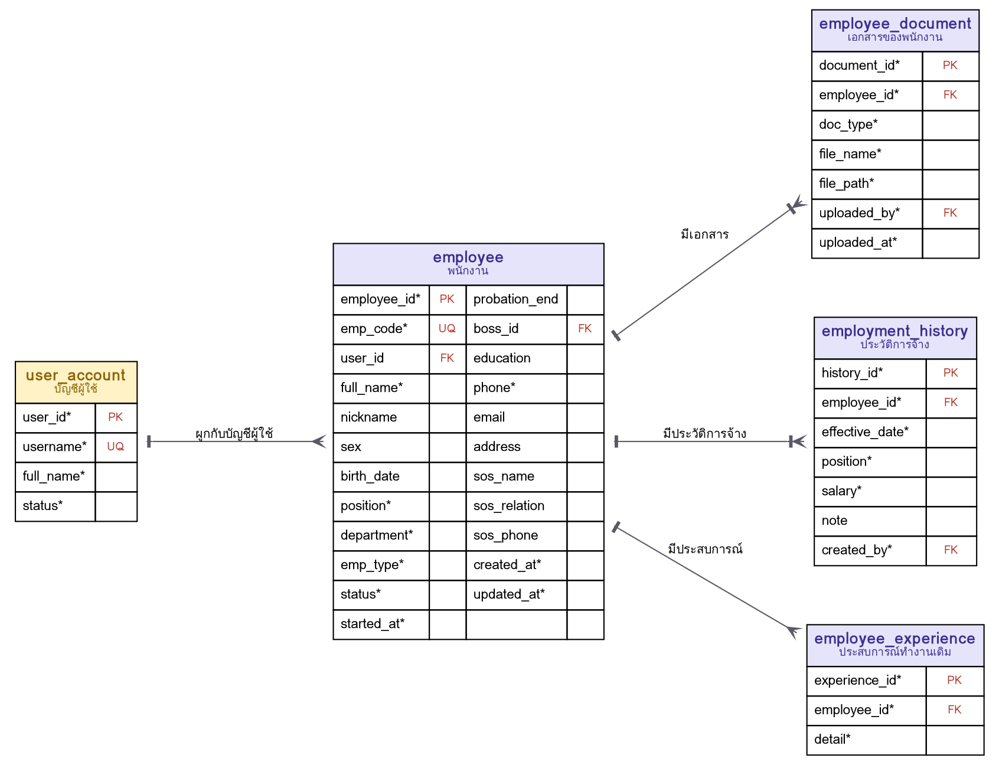 user_account
บัญชีผู้ใช้
user_id* PK
username* UQ
full_name*
status*
ผูกกับบัญชีผู้ใช้
employee
พนักงาน
employee_id* PK probation_end
emp_code* UQ boss_id FK
user_id FK education
full_name* phone*
nickname email
sex address
birth_date sos_name
position* sos_relation
department* sos_phone
emp_type* created_at*
status* updated_at*
started_at*
มีเอกสาร
มีประวัติการจ้าง
มีประสบการณ์
employee_document
เอกสารของพนักงาน
document_id* PK
employee_id* FK
doc_type*
file_name*
file_path*
uploaded_by* FK
uploaded_at*
employment_history
ประวัติการจ้าง
history_id* PK
employee_id* FK
effective_date*
position*
salary*
note
created_by* FK
employee_experience
ประสบการณ์ทำงานเดิม
experience_id* PK
employee_id* FK
detail*